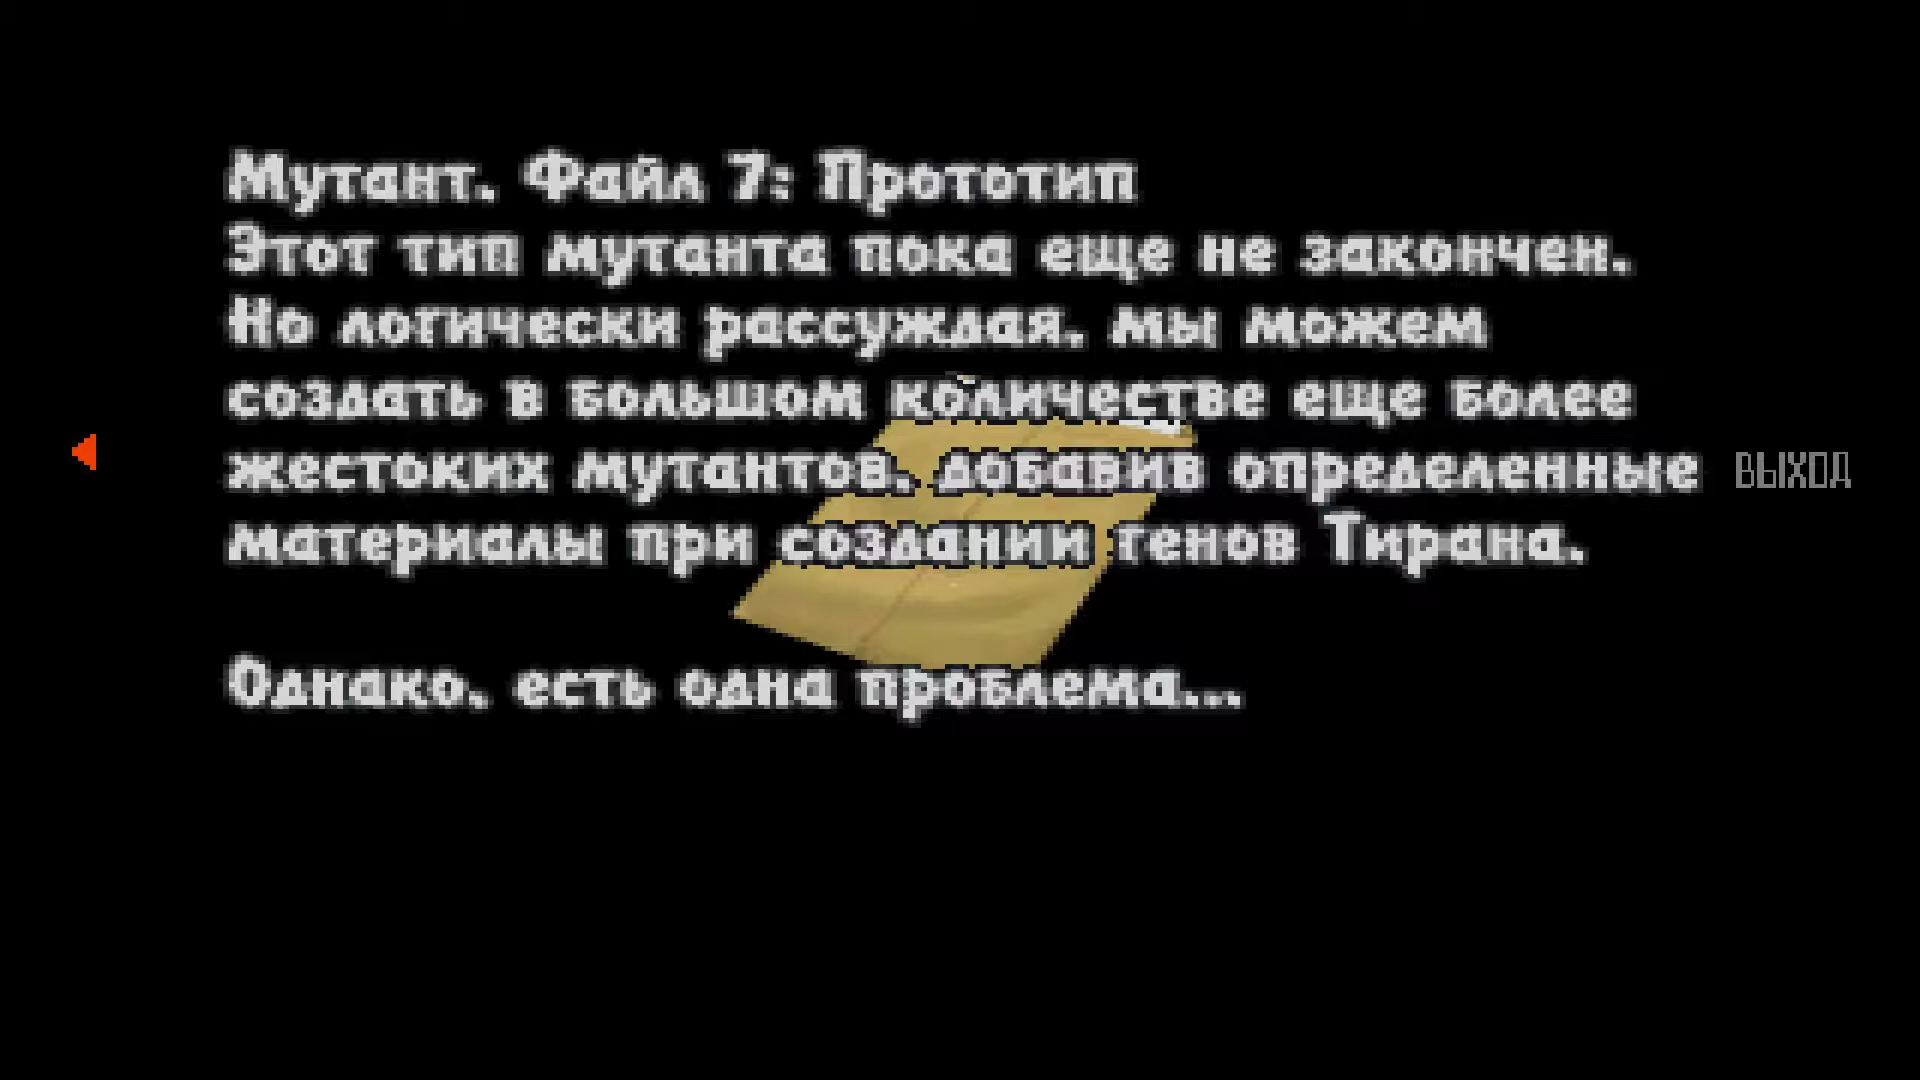 Мутант. Файл 7: Прототип
Этот тип мутанта пока еще не закончен.
Но логически рассуждая, мы можем
создать в большом количестве еще более
жестоких мутантов, добавив определенные
материалы при создании генов Тирана.
Однако, есть одна проблема...
ВЫХОД